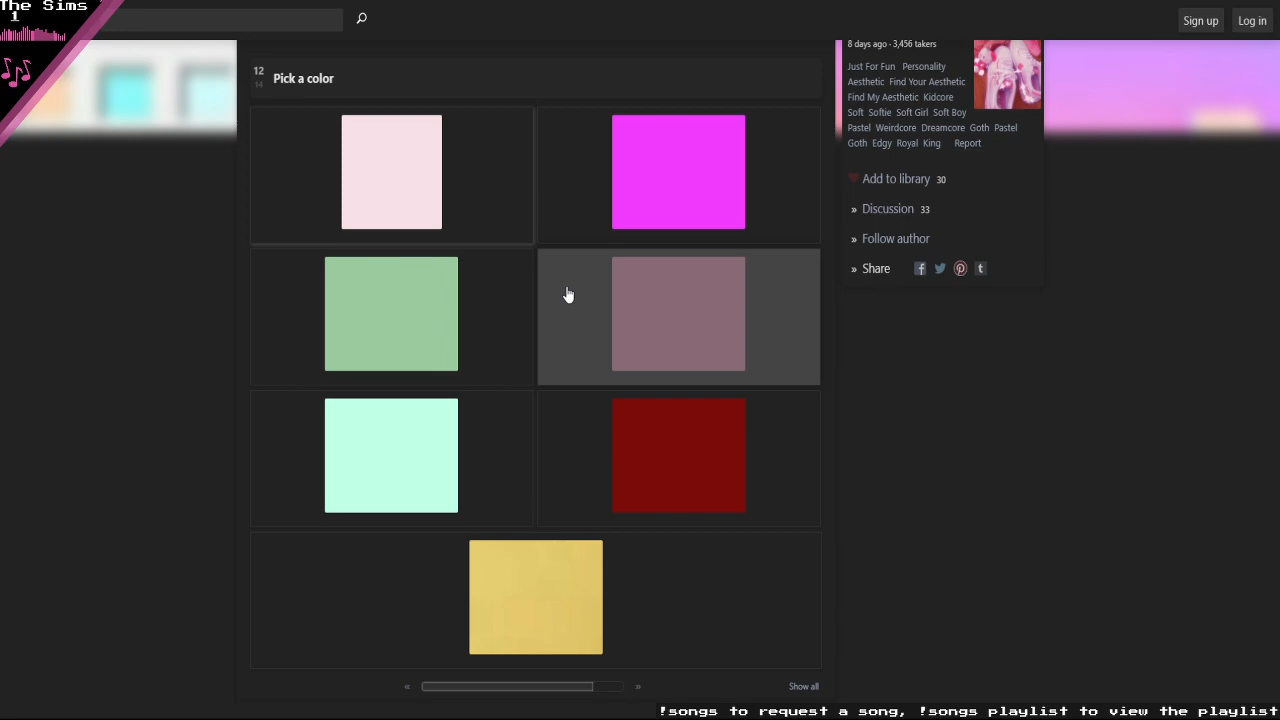 The Sims
1
Sign up
Log in
8 days ago · 3,456 takers
Just For Fun Personality
Aesthetic Find Your Aesthetic
Find My Aesthetic Kidcore
Soft Softie Soft Girl Soft Boy
Pastel Weirdcore Dreamcore Goth Pastel
Goth Edgy Royal King Report
Add to library 30
» Discussion 33
» Follow author
» Share
12
14
Pick a color
« »
Show all
!songs to request a song, !songs playlist to view the playlist